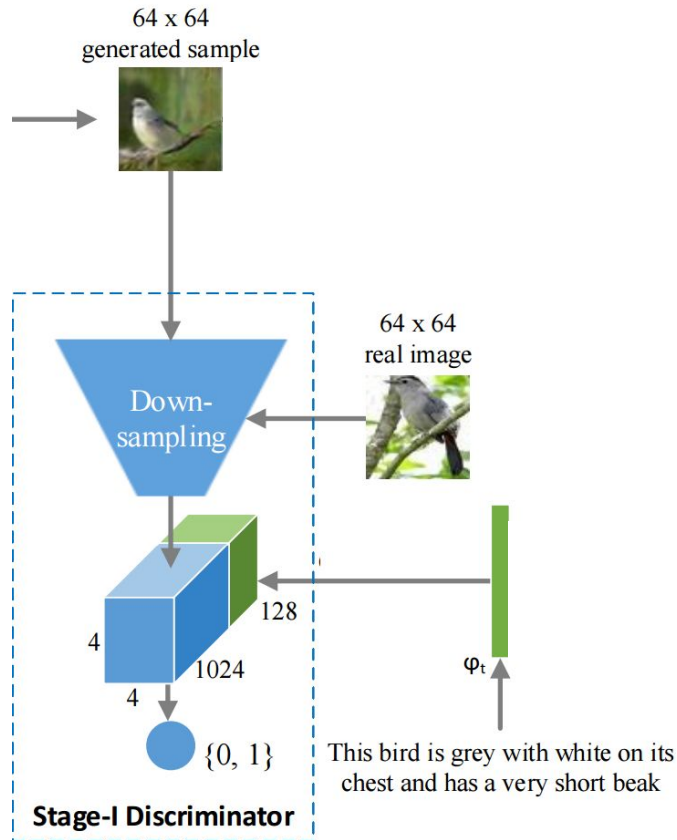 64 x 64
generated sample
64 x 64
real image
Down-
sampling
128
4
1024
4
φt
{0, 1}
This bird is grey with white on its
chest and has a very short beak
Stage-I Discriminator